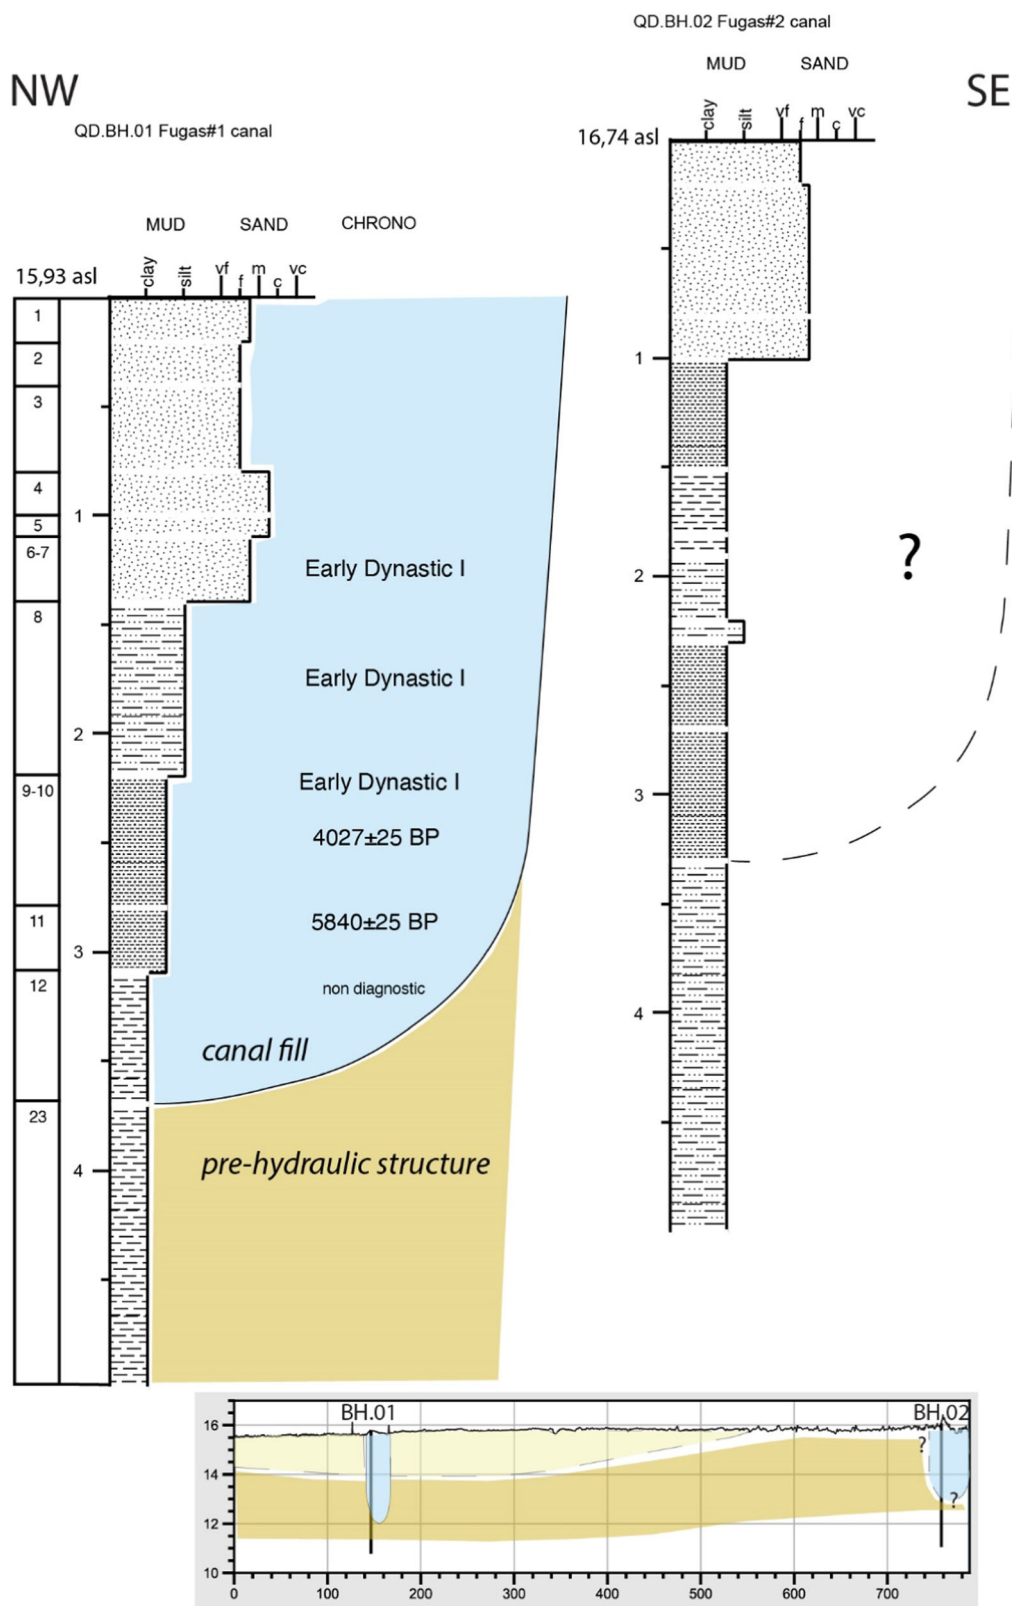 QD.BH.02 Fugas#2 canal
MUD SAND
NW
SE
clay silt vf f m c vc
16,74 asl
QD.BH.01 Fugas#1 canal
MUD SAND CHRONO
clay silt vf f m c vc
15,93 asl
1
2
3
4
5
6-7
8
9-10
11
12
23
1
2
3
4
Early Dynastic I
Early Dynastic I
Early Dynastic I
4027±25 BP
5840±25 BP
non diagnostic
canal fill
pre-hydraulic structure
1
2
3
4
?
BH.01 BH.02
16
14
12
10
? ?
0 100 200 300 400 500 600 700